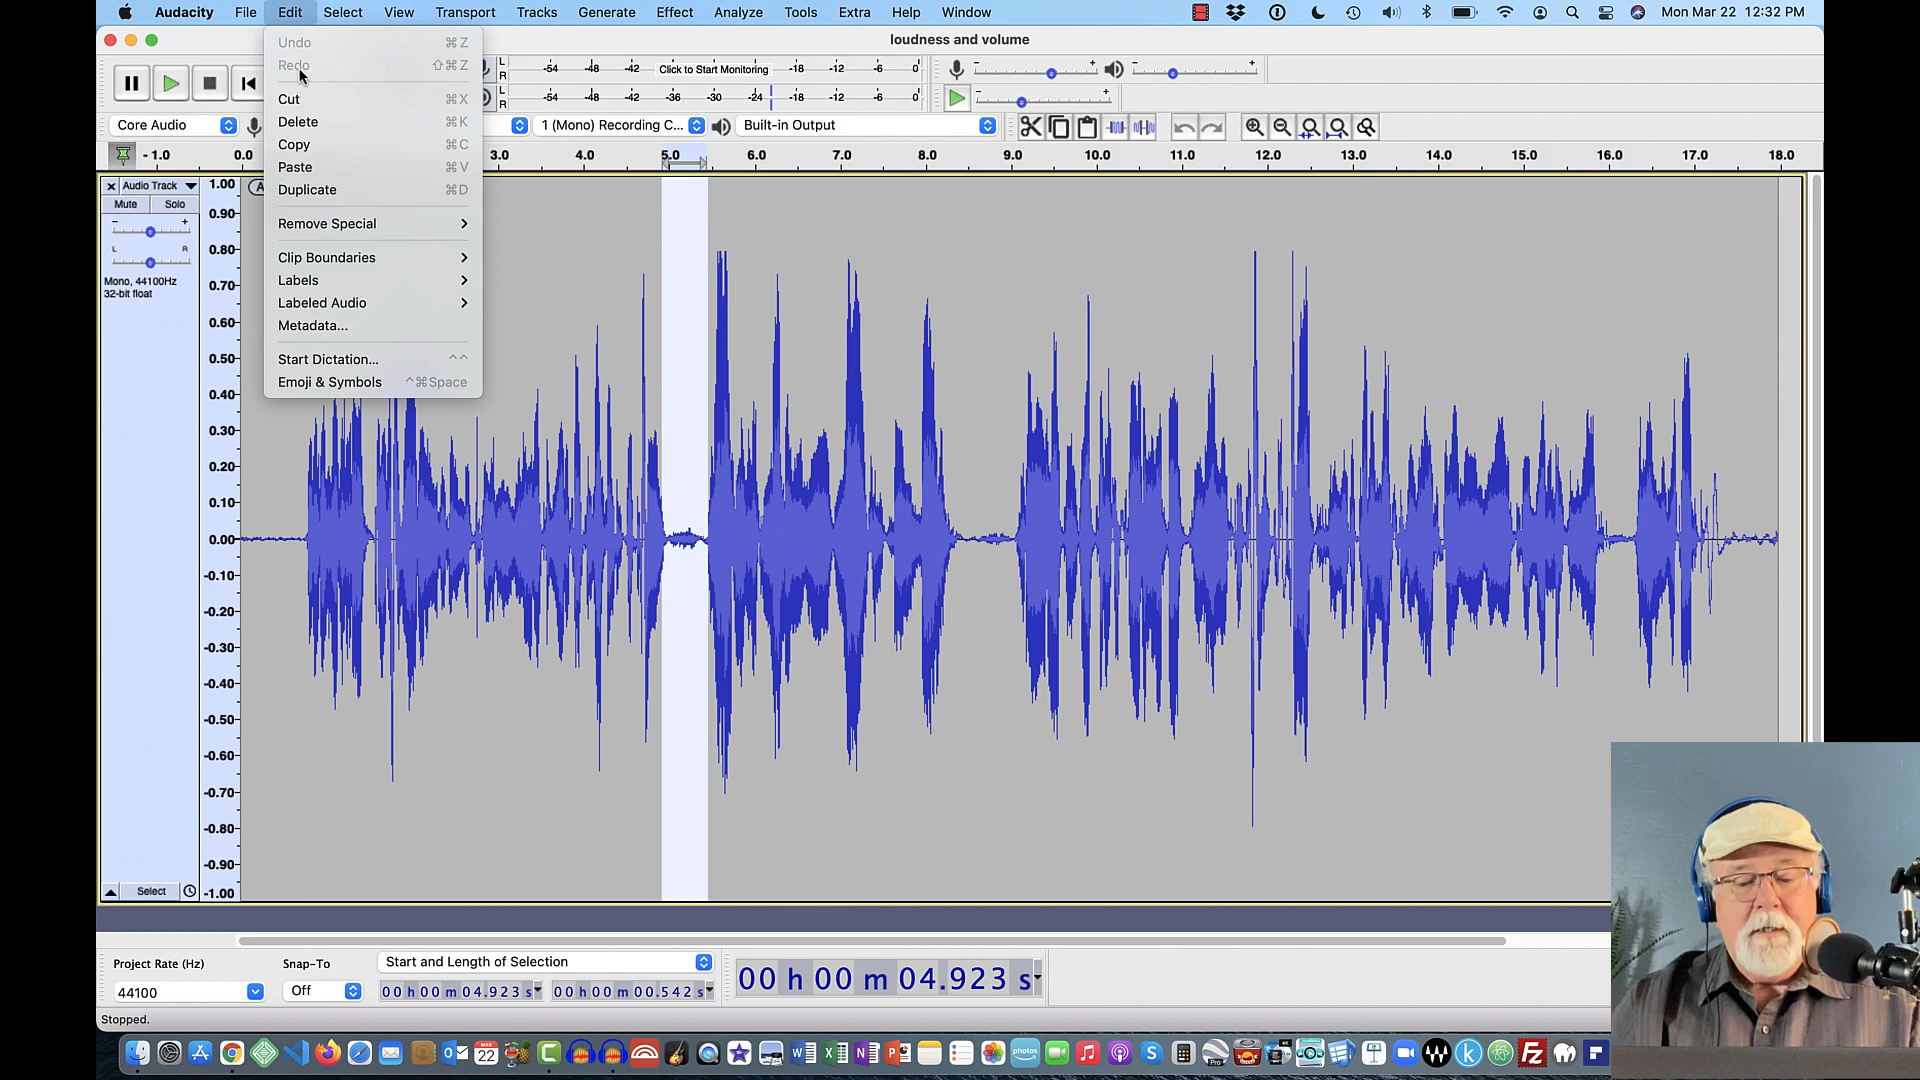 Audacity File Edit Select View Transport Tracks Generate Effect Analyze Tools Extra Help Window Mon Mar 22 12:32 PM
loudness and volume
Undo ⌘Z
Redo ⇧⌘Z
Cut ⌘X
Delete ⌘K
Copy ⌘C
Paste ⌘V
Duplicate ⌘D
Remove Special
Clip Boundaries
Labels
Labeled Audio
Metadata...
Start Dictation... ^^
Emoji & Symbols ^⌘Space
L R -54 -48 -42 Click to Start Monitoring -18 -12 -6 0
L R -54 -48 -42 -36 -30 -24 -18 -12 -6 0
- + - +
- +
Core Audio 1 (Mono) Recording C... Built-in Output
- 1.0 0.0 3.0 4.0 5.0 6.0 7.0 8.0 9.0 10.0 11.0 12.0 13.0 14.0 15.0 16.0 17.0 18.0
Audio Track
Mute Solo
- +
L R
Mono, 44100Hz
32-bit float
Select
1.00
0.90
0.80
0.70
0.60
0.50
0.40
0.30
0.20
0.10
0.00
-0.10
-0.20
-0.30
-0.40
-0.50
-0.60
-0.70
-0.80
-0.90
-1.00
A
Project Rate (Hz) Snap-To Start and Length of Selection
44100 Off 00 h 00 m 04.923 s 00 h 00 m 00.542 s
00 h 00 m 04.923 s
Stopped.
MAR
22
photos
Pro